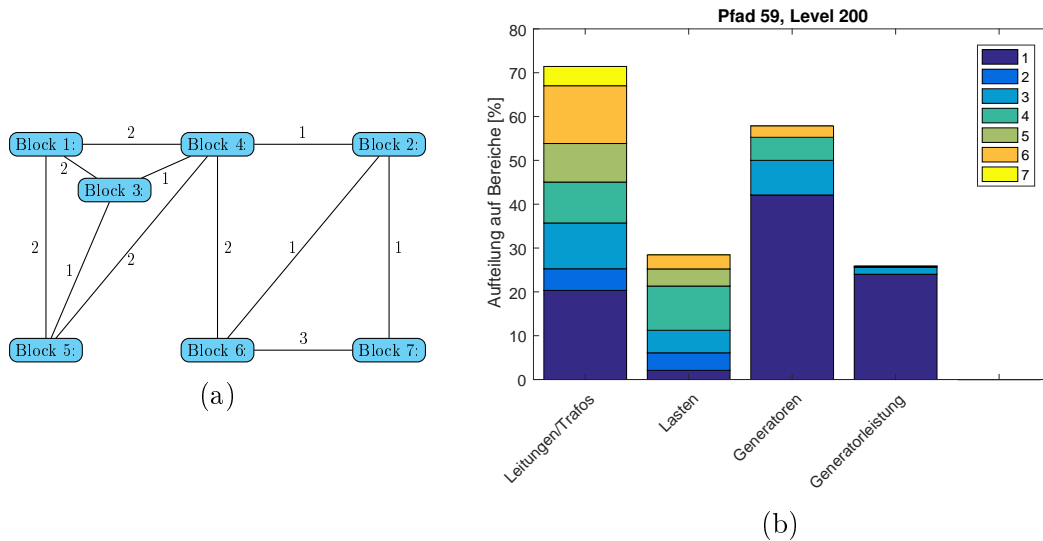 Block 1:
2
Block 4:
1
Block 2:
2
Block 3:
1
2
1
2
2
1
1
Block 5:
Block 6:
3
Block 7:
(a)
Pfad 59, Level 200
Aufteilung auf Bereiche [%]
80
70
60
50
40
30
20
10
0
1
2
3
4
5
6
7
Leitungen/Trafos
Lasten
Generatoren
Generatorleistung
(b)